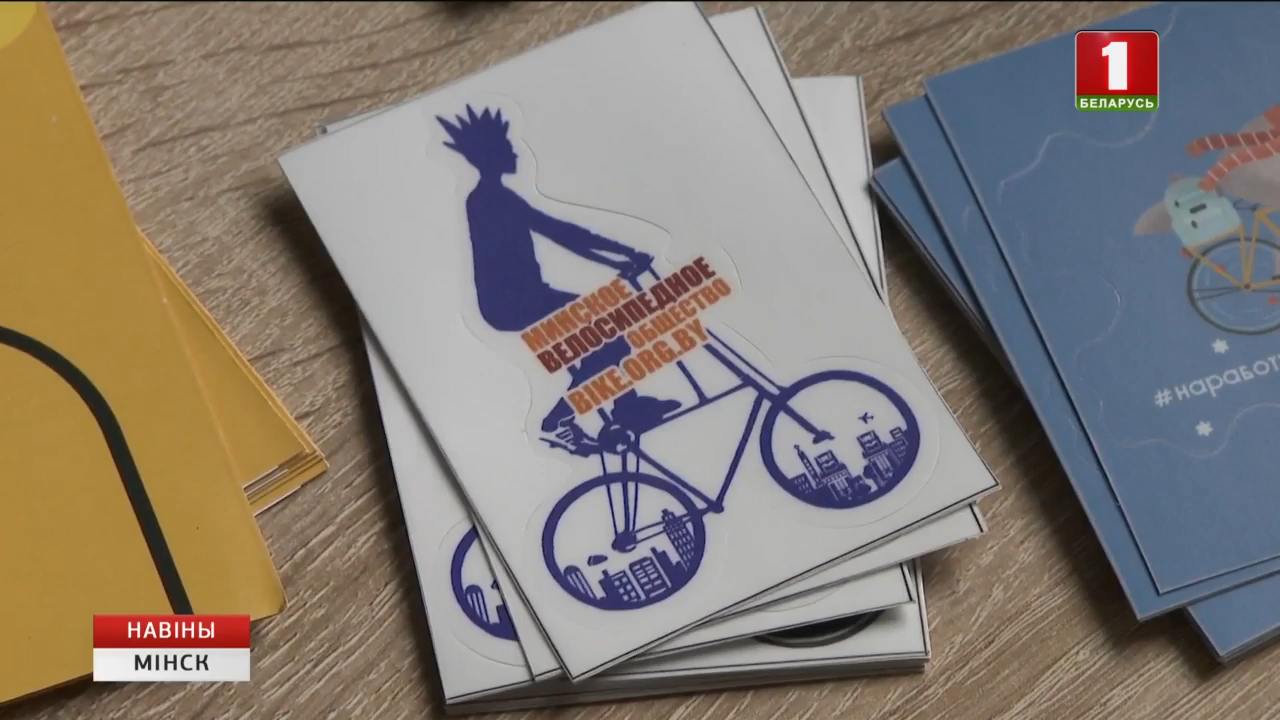 1
БЕЛАРУСЬ
МИНСКОЕ
ВЕЛОСИПЕДНОЕ
ОБЩЕСТВО
BIKE.ORG.BY
#наработ
НАВІНЫ
МІНСК